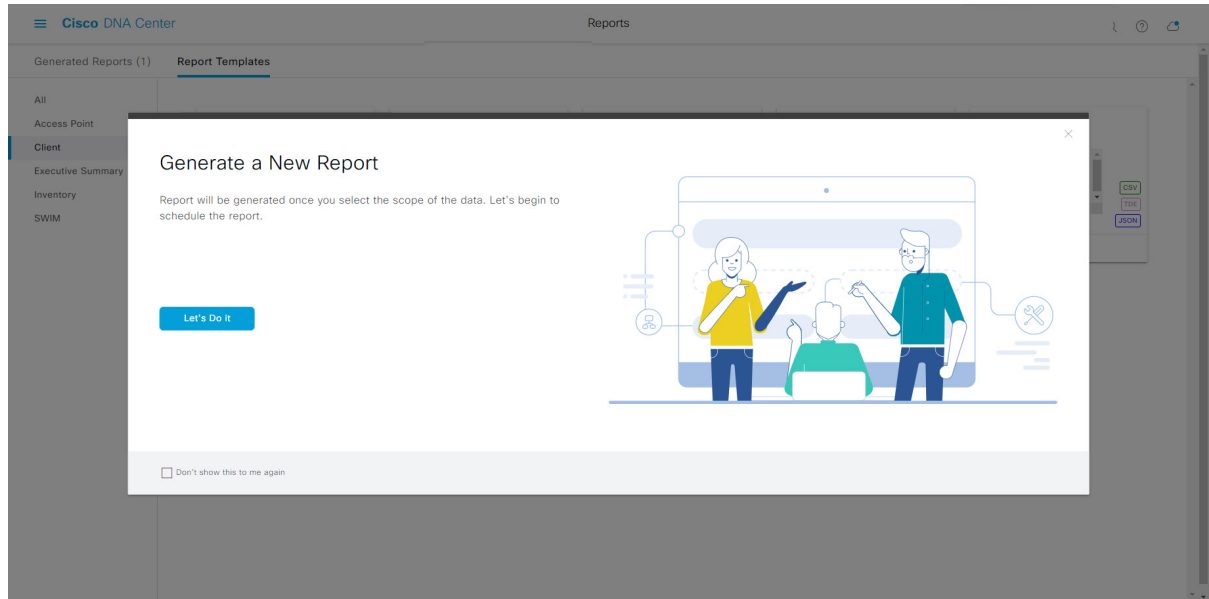 Cisco DNA Center
Reports
Generated Reports (1)
Report Templates
All
Access Point
Client
Executive Summary
Inventory
SWIM
Generate a New Report
Report will be generated once you select the scope of the data. Let's begin to
schedule the report.
Let's Do it
Don't show this to me again
CSV
TDE
JSON